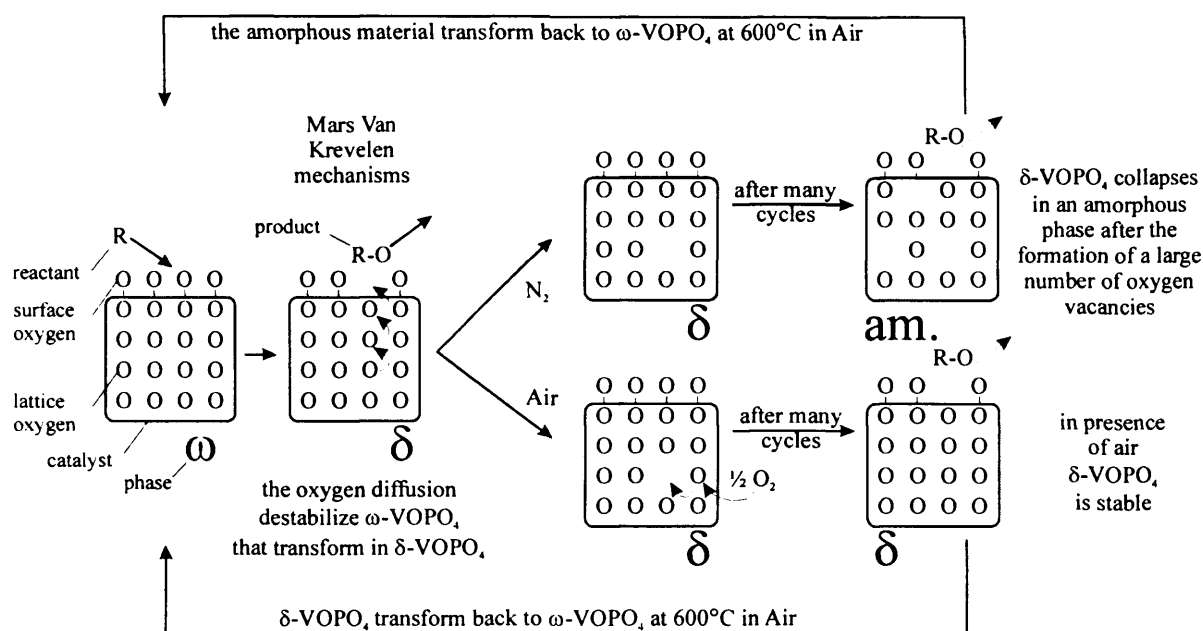 the amorphous material transform back to ω-VOPO₄ at 600°C in Air
Mars Van
Krevelen
mechanisms
R
reactant
surface
oxygen
lattice
oxygen
catalyst
phase
O O O O
O O O O
O O O O
O O O O
O O O O
ω
product
R-O
O O O
O O O O
O O O O
O O O O
O O O O
δ
the oxygen diffusion
destabilize ω-VOPO₄
that transform in δ-VOPO₄
N₂
O O O O
O O O O
O O O O
O O O
O O O O
δ
after many
cycles
R-O
O O O
O O O
O O O O
O O
O O O O
am.
δ-VOPO₄ collapses
in an amorphous
phase after the
formation of a large
number of oxygen
vacancies
Air
O O O O
O O O O
O O O O
O O O
O O O O
½ O₂
δ
after many
cycles
R-O
O O O
O O O O
O O O O
O O O O
O O O O
δ
in presence
of air
δ-VOPO₄
is stable
δ-VOPO₄ transform back to ω-VOPO₄ at 600°C in Air